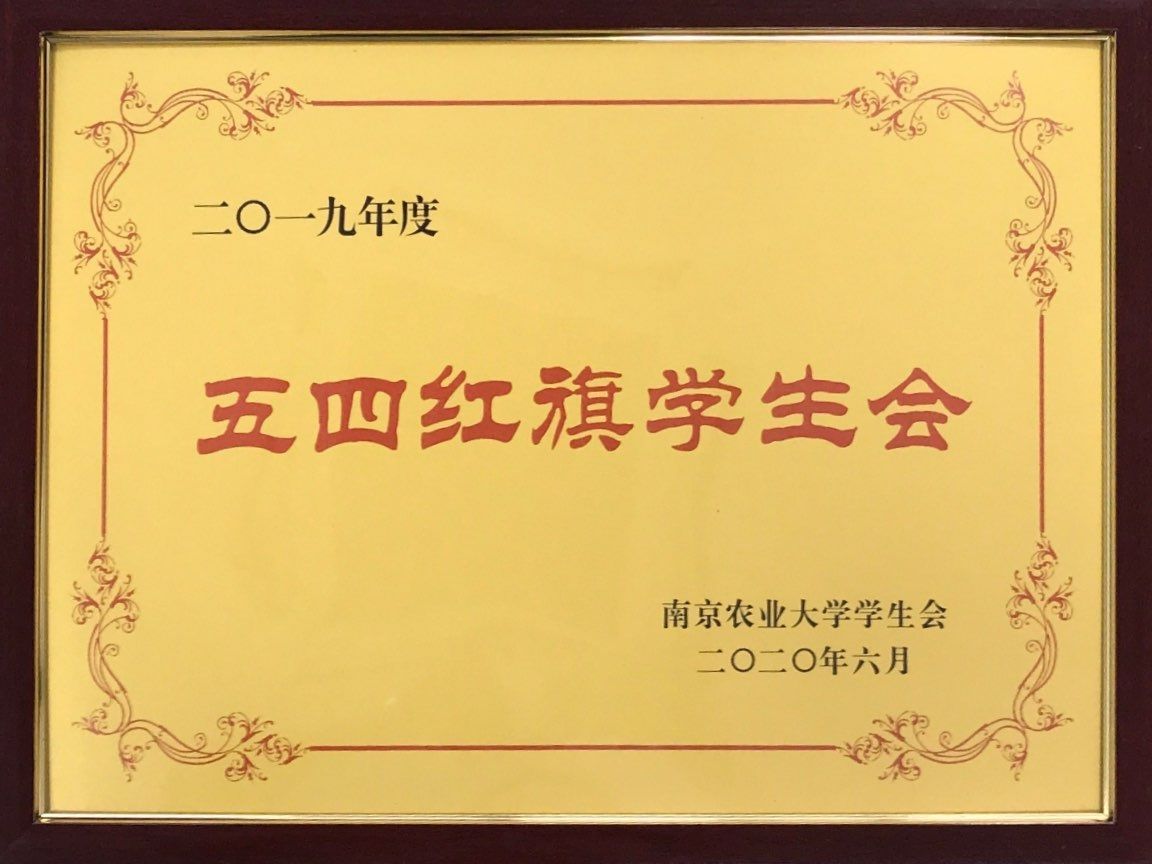 二〇一九年度
五四红旗学生会
南京农业大学学生会
二〇二〇年六月